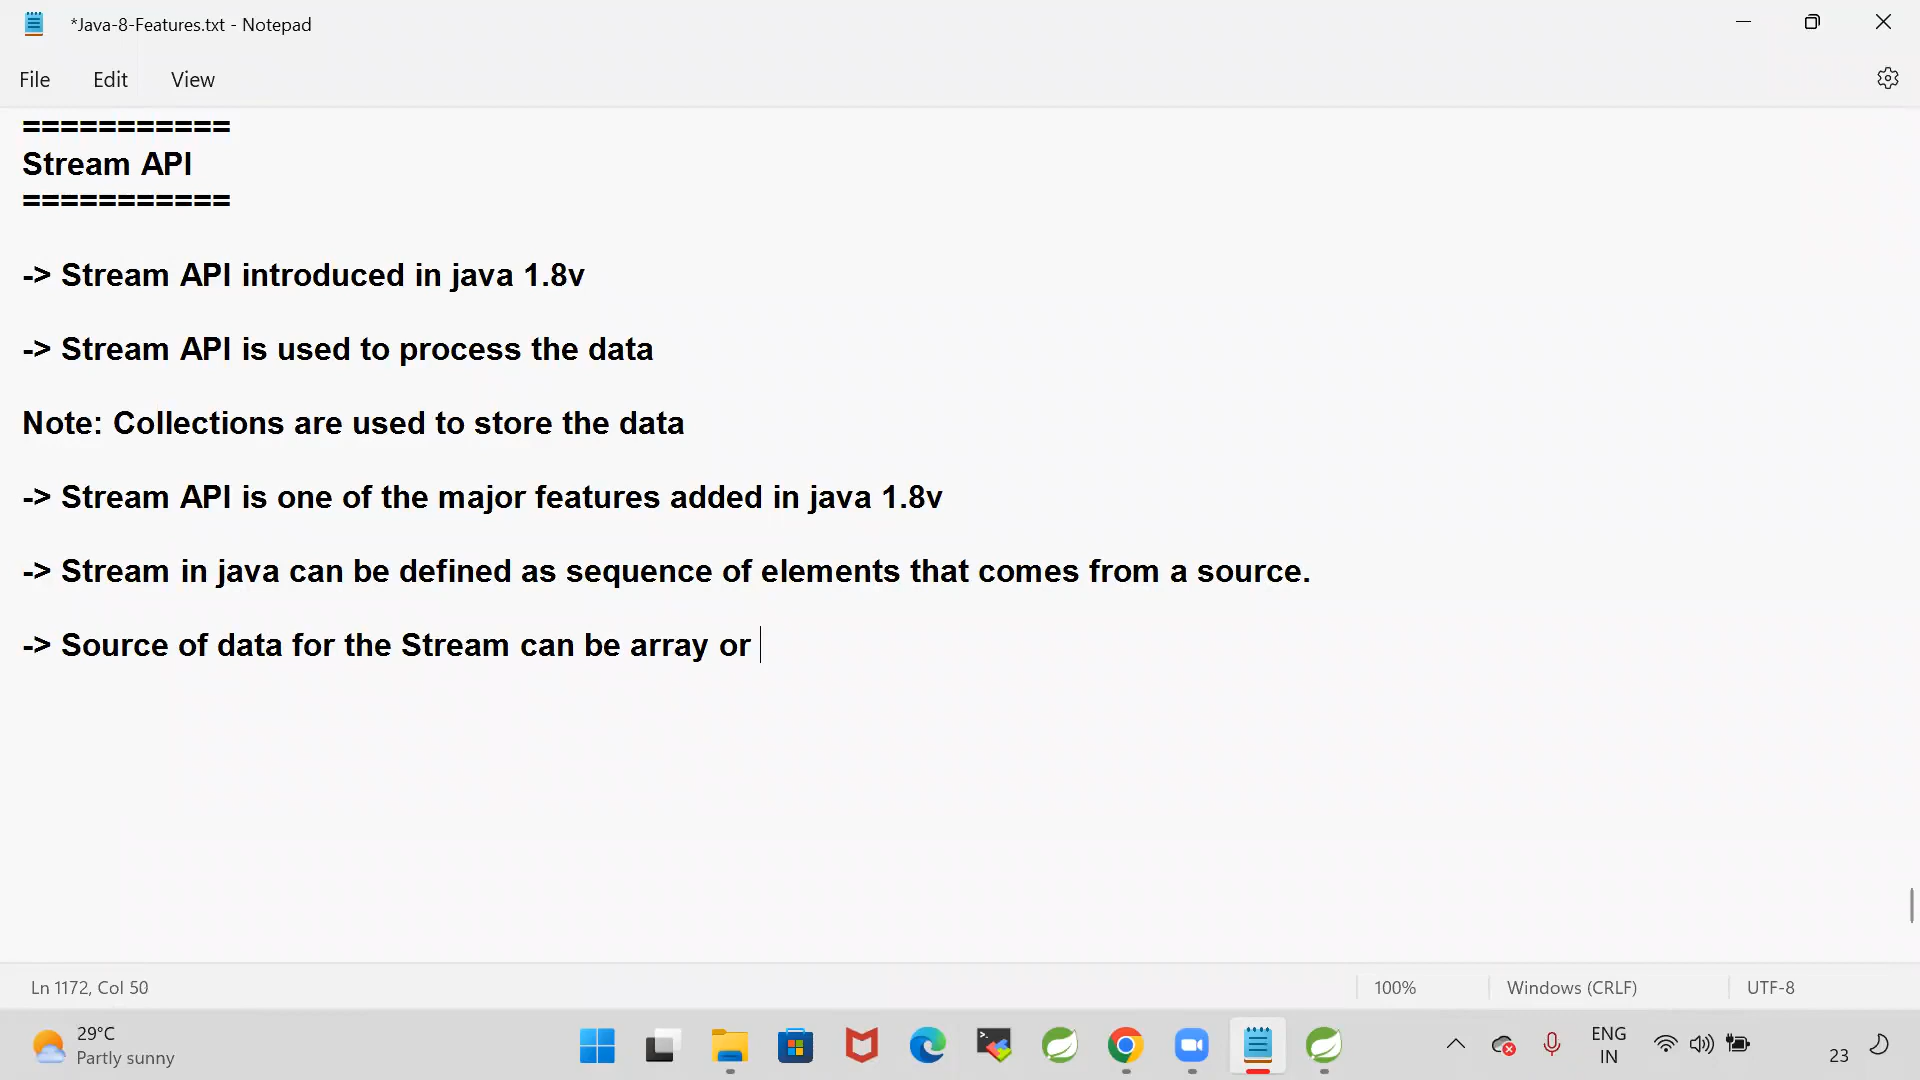 *Java-8-Features.txt - Notepad
File Edit View
===========
Stream API
===========
-> Stream API introduced in java 1.8v
-> Stream API is used to process the data
Note: Collections are used to store the data
-> Stream API is one of the major features added in java 1.8v
-> Stream in java can be defined as sequence of elements that comes from a source.
-> Source of data for the Stream can be array or
Ln 1172, Col 50 100% Windows (CRLF) UTF-8
29°C
Partly sunny
ENG
IN
23